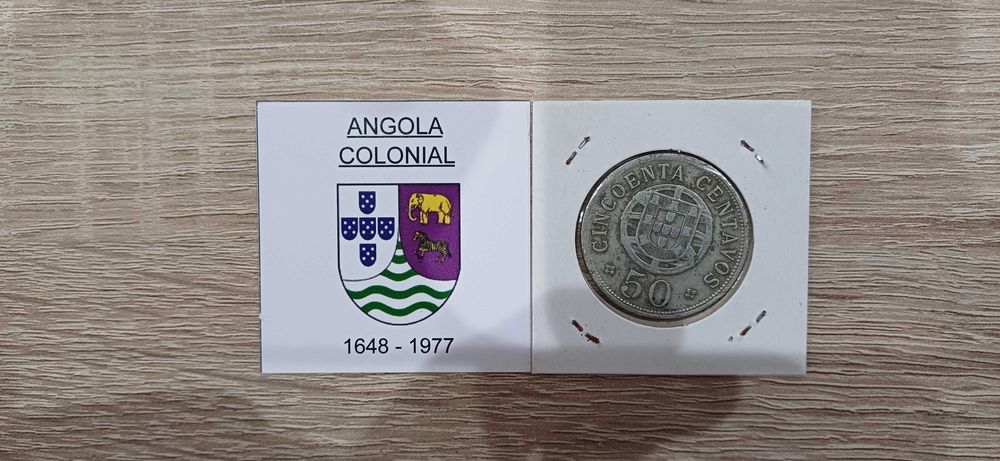 ANGOLA
COLONIAL
1648 - 1977
CINCOENTA CENTAVOS
50